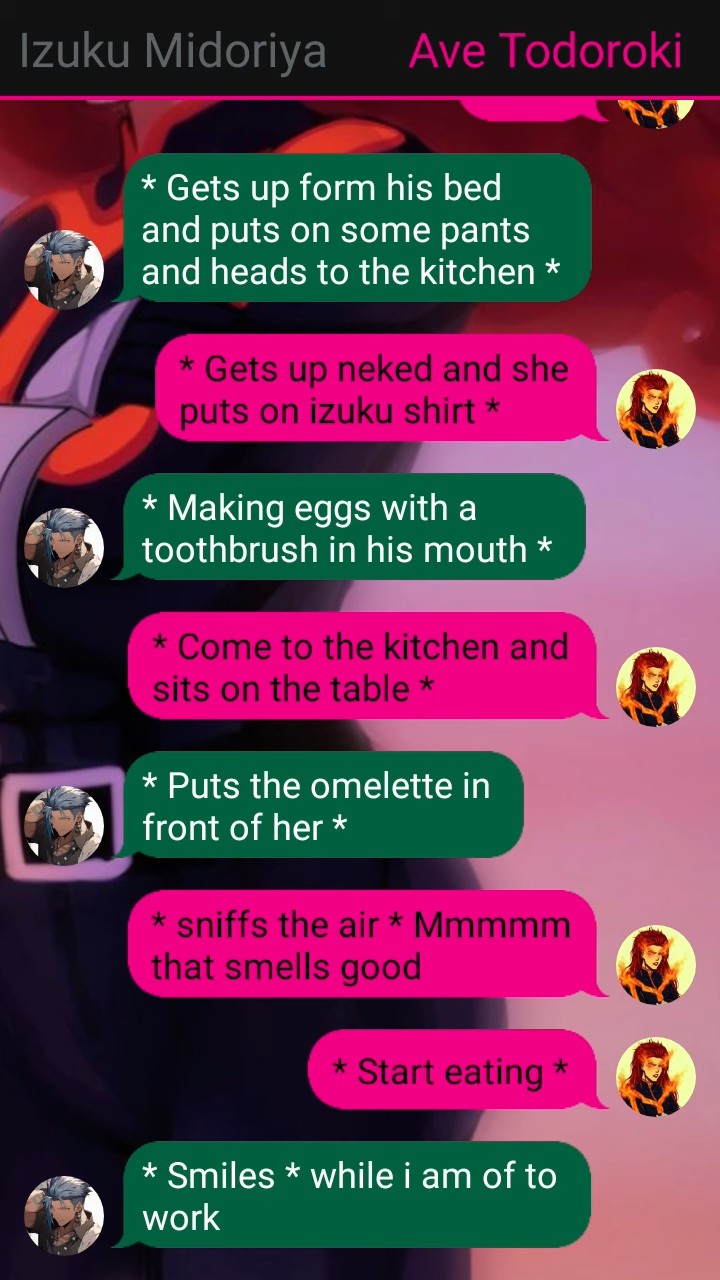 Izuku Midoriya Ave Todoroki
* Gets up form his bed
and puts on some pants
and heads to the kitchen *
* Gets up neked and she
puts on izuku shirt *
* Making eggs with a
toothbrush in his mouth *
* Come to the kitchen and
sits on the table *
* Puts the omelette in
front of her *
* sniffs the air * Mmmmm
that smells good
* Start eating *
* Smiles * while i am of to
work